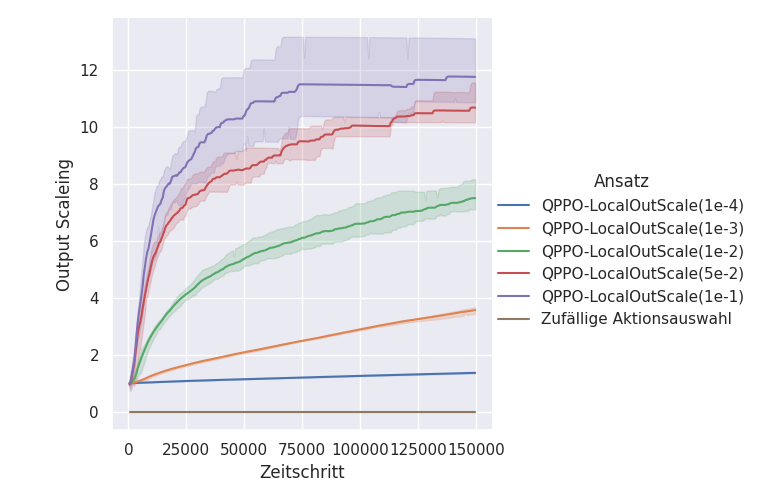 12
10
8
6
4
2
0
Output Scaleing
0
25000
50000
75000
100000
125000
150000
Zeitschritt
Ansatz
QPPO-LocalOutScale(1e-4)
QPPO-LocalOutScale(1e-3)
QPPO-LocalOutScale(1e-2)
QPPO-LocalOutScale(5e-2)
QPPO-LocalOutScale(1e-1)
Zufällige Aktionsauswahl